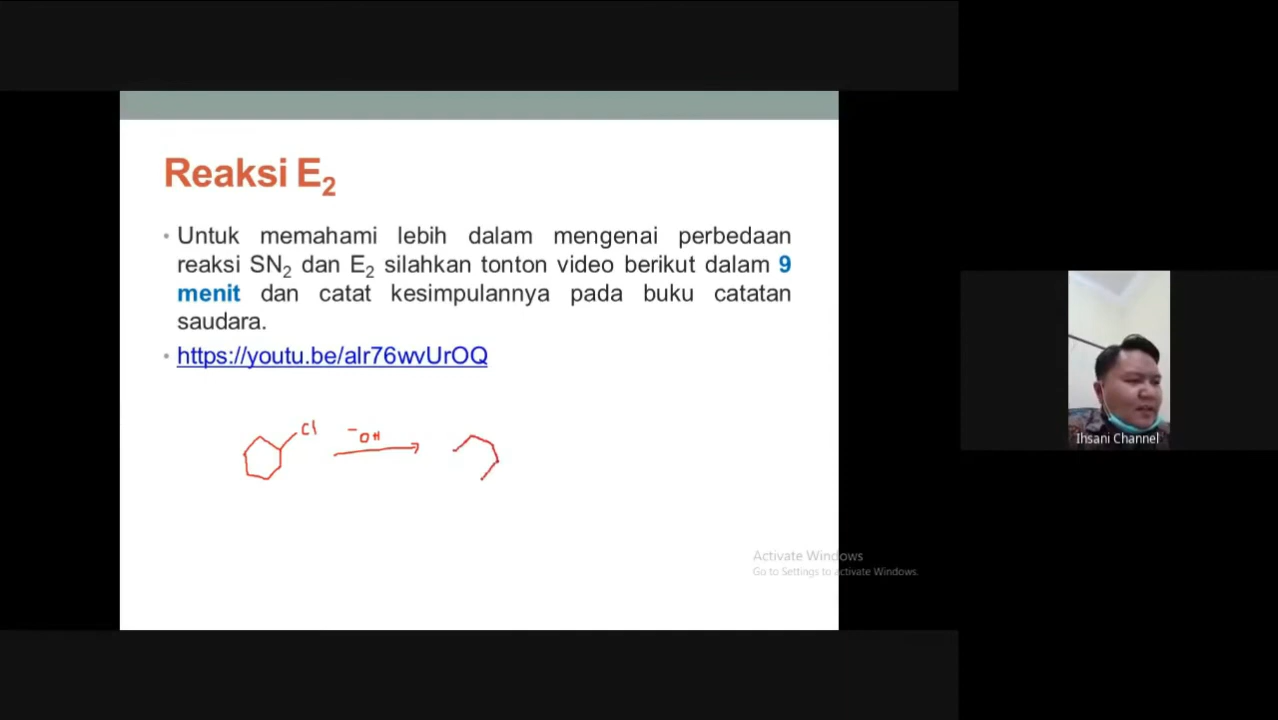 Reaksi E₂
• Untuk memahami lebih dalam mengenai perbedaan
reaksi SN₂ dan E₂ silahkan tonton video berikut dalam 9
menit dan catat kesimpulannya pada buku catatan
saudara.
• https://youtu.be/alr76wvUrOQ
Cl
⁻OH
Ihsani Channel
Activate Windows
Go to Settings to activate Windows.